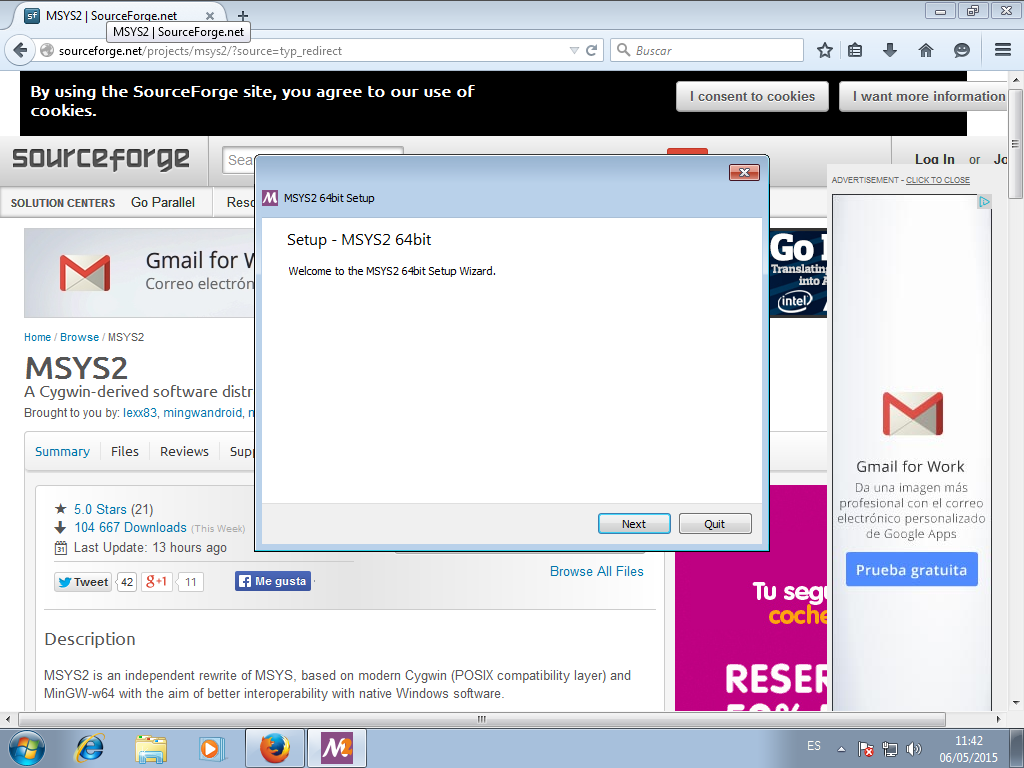 MSYS2 | SourceForge.net
MSYS2 | SourceForge.net
sourceforge.net/projects/msys2/?source=typ_redirect
Buscar
By using the SourceForge site, you agree to our use of
cookies.
I consent to cookies
I want more information
sourceforge
Sea
Log In or Jo
SOLUTION CENTERS Go Parallel Reso
ADVERTISEMENT - CLICK TO CLOSE
MSYS2 64bit Setup
Setup - MSYS2 64bit
Welcome to the MSYS2 64bit Setup Wizard.
Next
Quit
Gmail for W
Correo electrón
Go
Translating
into
intel
Home / Browse / MSYS2
MSYS2
A Cygwin-derived software distr
Brought to you by: lexx83, mingwandroid,
Summary Files Reviews Supp
5.0 Stars (21)
104 667 Downloads (This Week)
31 Last Update: 13 hours ago
Tweet 42 g+1 11 Me gusta
Browse All Files
Description
MSYS2 is an independent rewrite of MSYS, based on modern Cygwin (POSIX compatibility layer) and
MinGW-w64 with the aim of better interoperability with native Windows software.
Tu segu
coche
RESER
Gmail for Work
Da una imagen más
profesional con el correo
electrónico personalizado
de Google Apps
Prueba gratuita
ES
11:42
06/05/2015